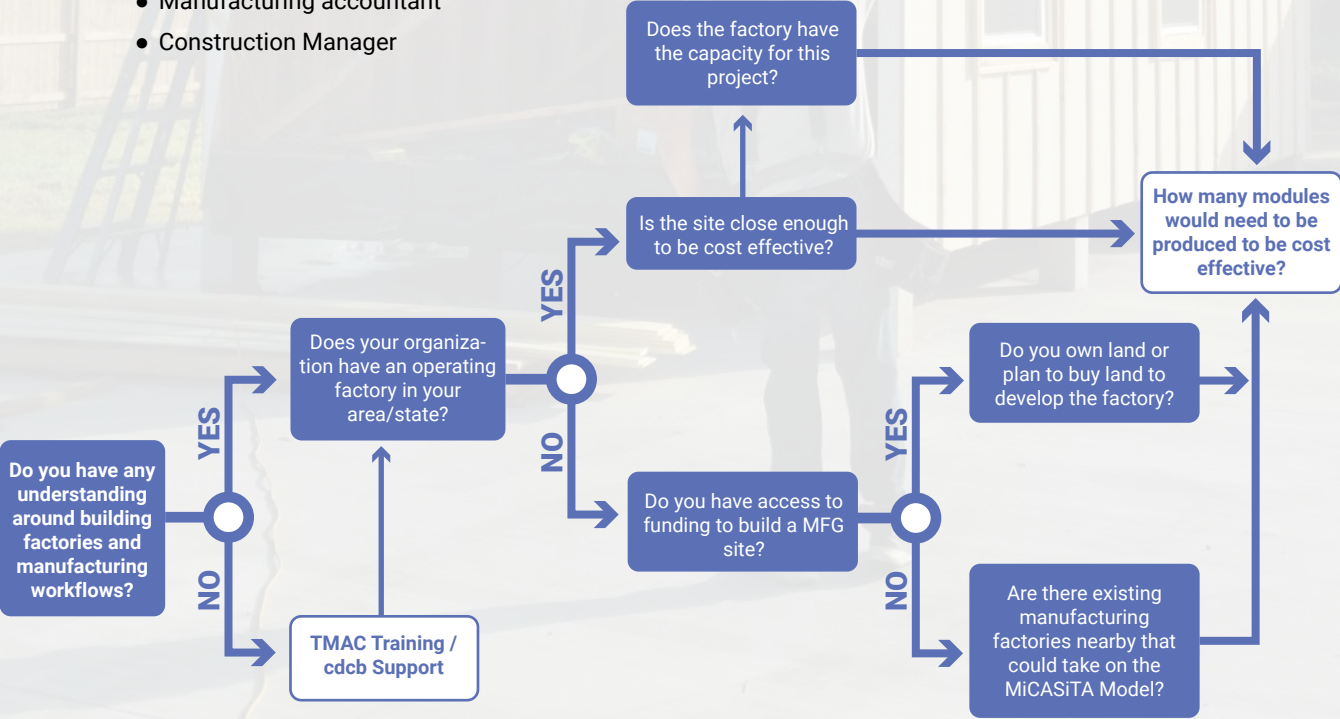 ● Manufacturing accountant
● Construction Manager
Does the factory have
the capacity for this
project?
How many modules
would need to be
produced to be cost
effective?
Is the site close enough
to be cost effective?
YES
Does your organiza-
tion have an operating
factory in your
area/state?
NO
Do you own land or
plan to buy land to
develop the factory?
YES
Do you have any
understanding
around building
factories and
manufacturing
workflows?
YES
NO
Do you have access to
funding to build a MFG
site?
NO
Are there existing
manufacturing
factories nearby that
could take on the
MiCASiTA Model?
TMAC Training /
cdcb Support